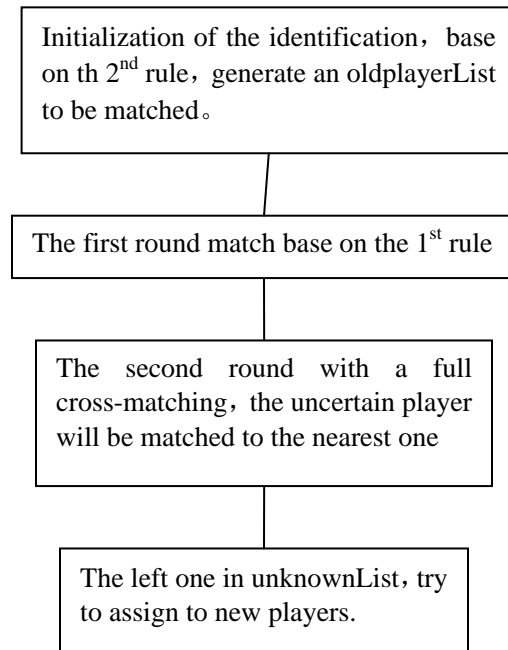 Initialization of the identification，base
on th 2nd rule，generate an oldplayerList
to be matched。
The first round match base on the 1st rule
The second round with a full
cross-matching，the uncertain player
will be matched to the nearest one
The left one in unknownList，try
to assign to new players.